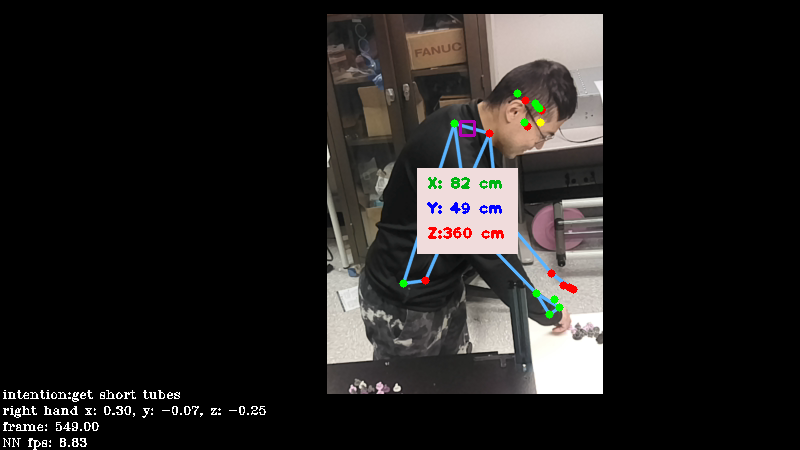 FANUC
X: 82 cm
Y: 49 cm
Z:360 cm
intention:get short tubes
right hand x: 0.30, y: -0.07, z: -0.25
frame: 549.00
NN fps: 8.83